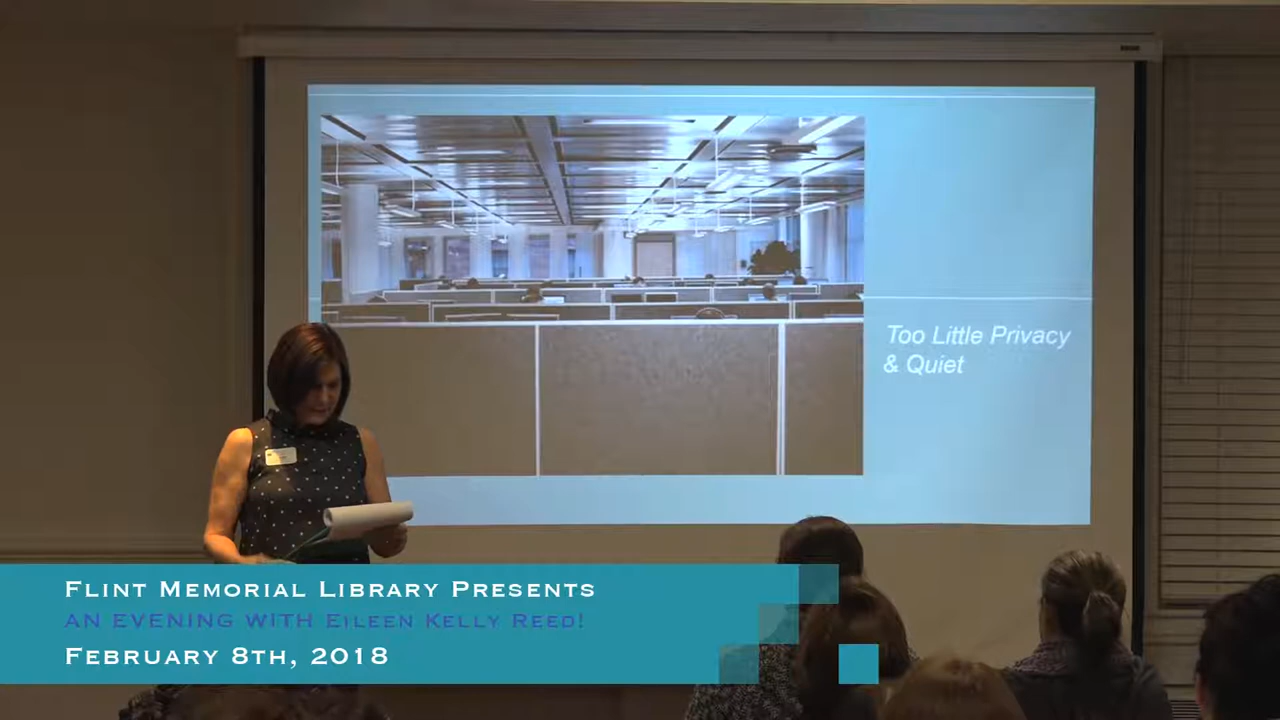 Too Little Privacy
& Quiet
Flint Memorial Library Presents
an evening with Eileen Kelly Reed!
February 8th, 2018